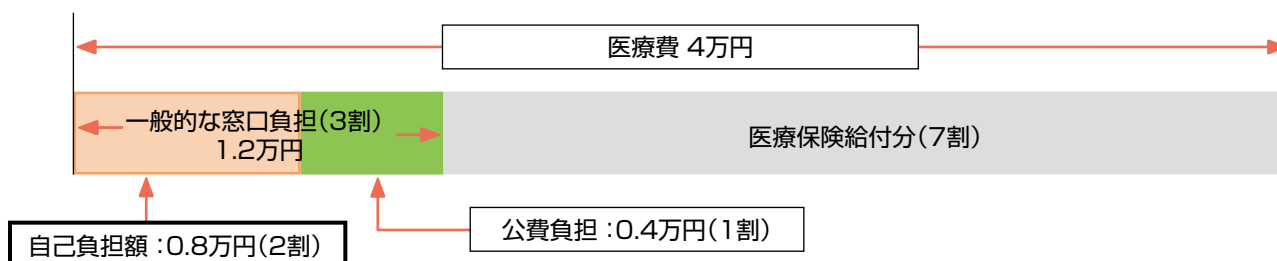 医療費 4万円
一般的な窓口負担(3割)
1.2万円
医療保険給付分(7割)
自己負担額：0.8万円(2割)
公費負担：0.4万円(1割)